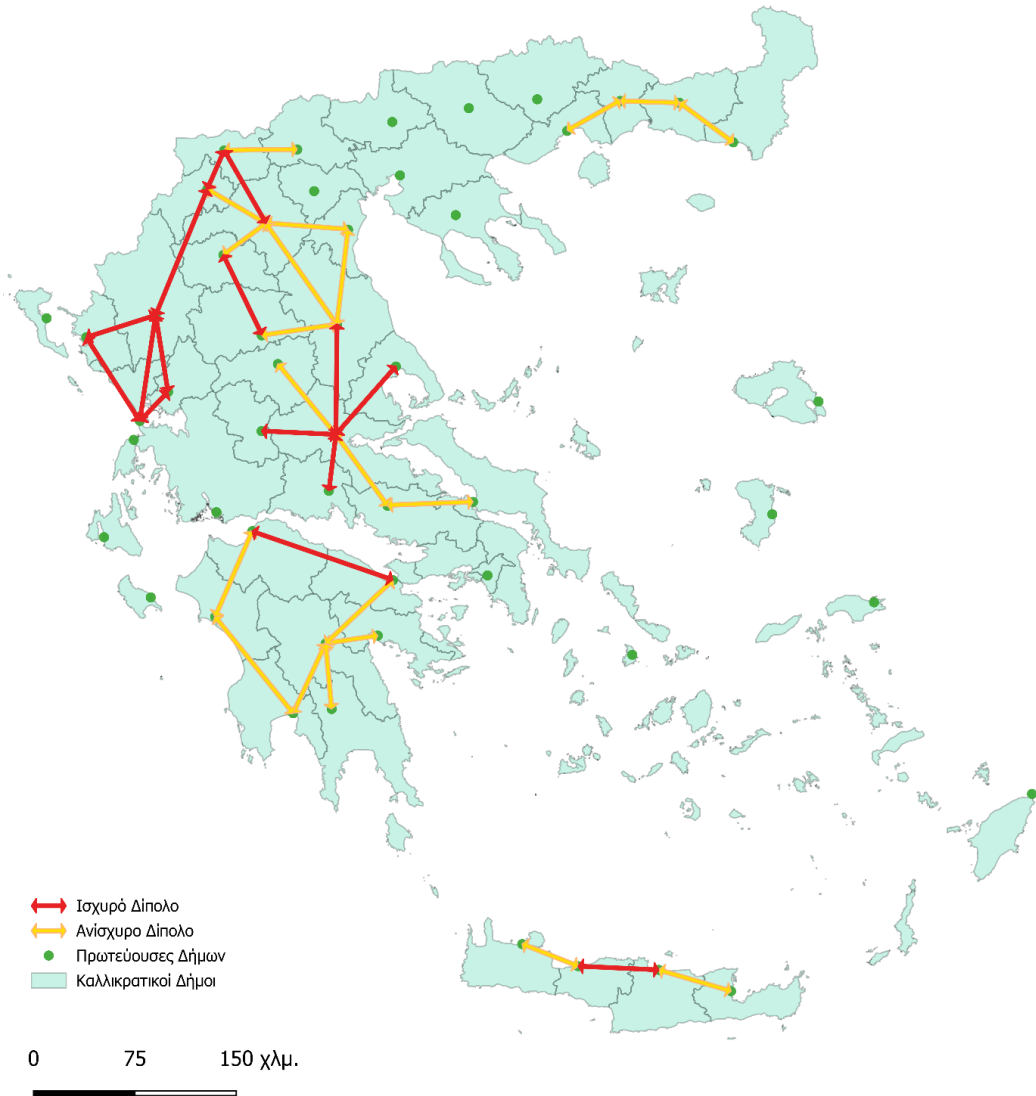 Ισχυρό Δίπολο
Ανίσχυρο Δίπολο
Πρωτεύουσες Δήμων
Καλλικρατικοί Δήμοι
0 75 150 χλμ.